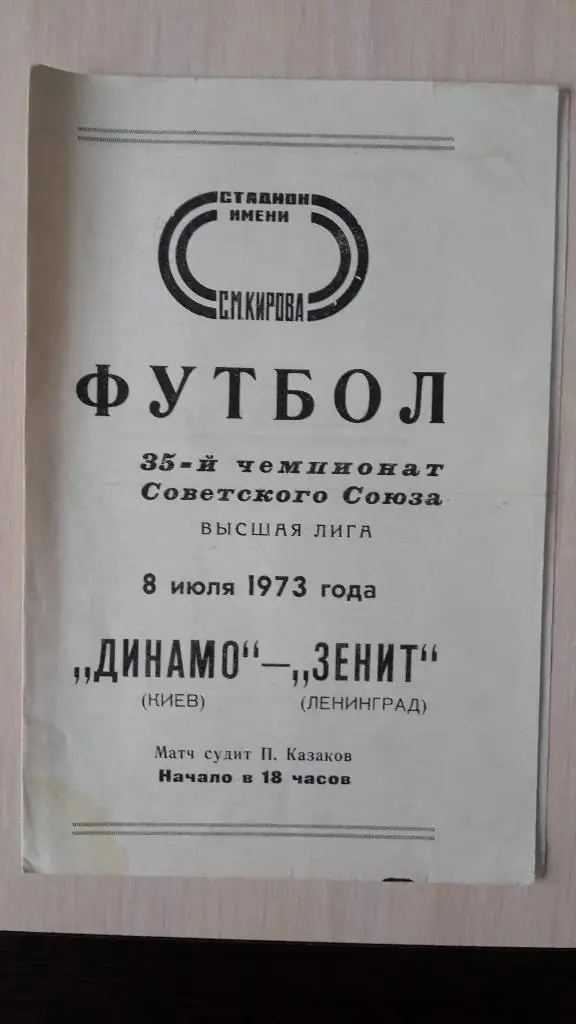 СТАДИОН
ИМЕНИ
С.М.КИРОВА
ФУТБОЛ
35-й чемпионат
Советского Союза
ВЫСШАЯ ЛИГА
8 июля 1973 года
„ДИНАМО“ — „ЗЕНИТ“
(КИЕВ) (ЛЕНИНГРАД)
Матч судит П. Казаков
Начало в 18 часов